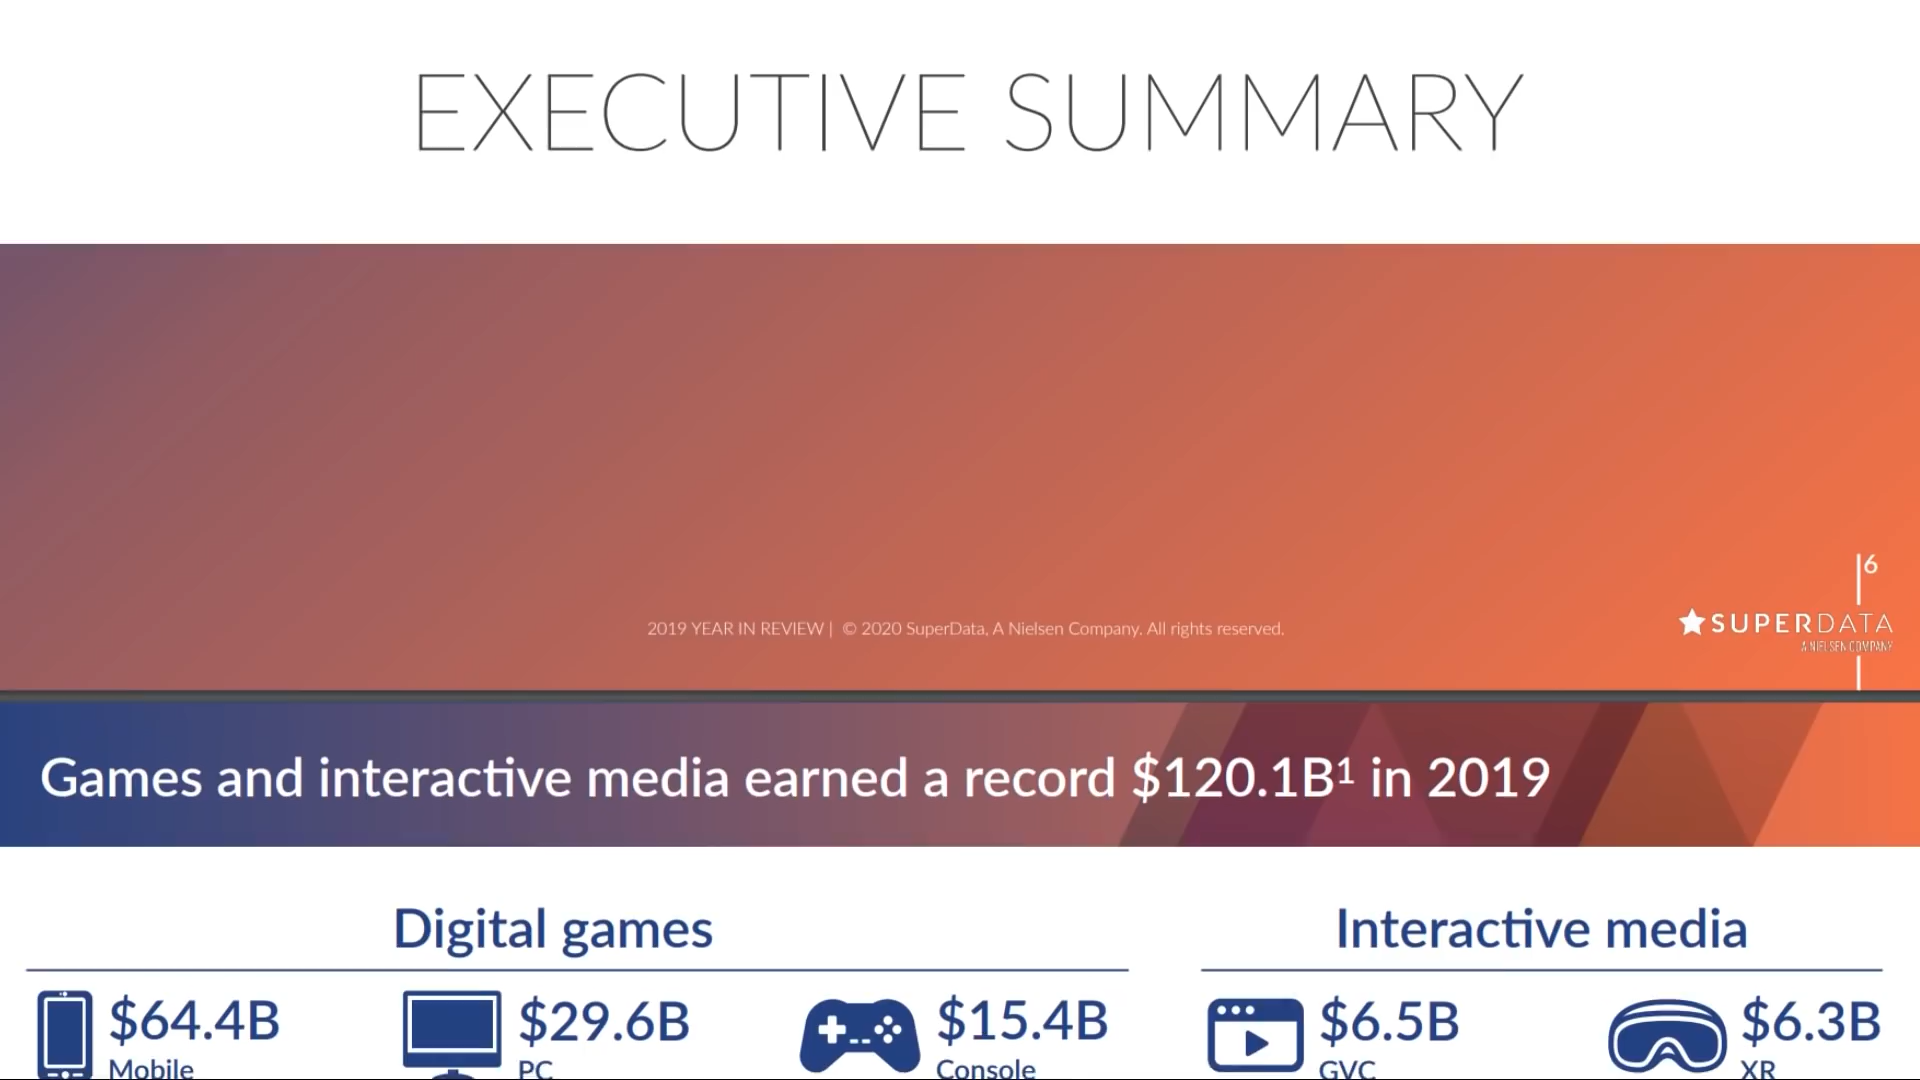 EXECUTIVE SUMMARY
6
2019 YEAR IN REVIEW | © 2020 SuperData, A Nielsen Company. All rights reserved.
SUPERDATA
A NIELSEN COMPANY
Games and interactive media earned a record $120.1B¹ in 2019
Digital games
Interactive media
$64.4B
Mobile
$29.6B
PC
$15.4B
Console
$6.5B
GVC
$6.3B
XR